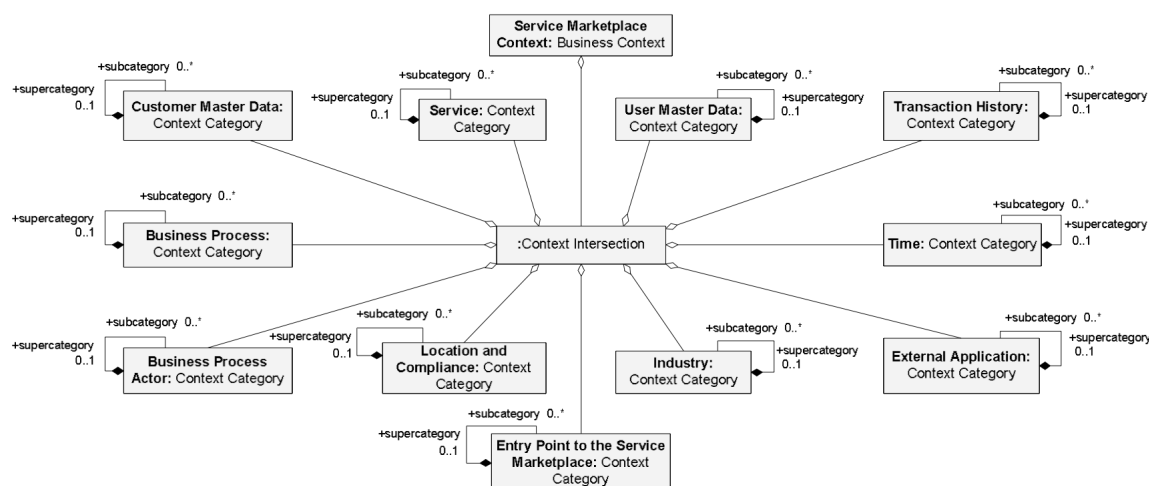 Service Marketplace
Context: Business Context
+subcategory 0..*
+supercategory
0..1
Customer Master Data:
Context Category
+subcategory 0..*
+supercategory
0..1
Service: Context
Category
+subcategory 0..*
+supercategory
0..1
User Master Data:
Context Category
+subcategory 0..*
+supercategory
0..1
Transaction History:
Context Category
+subcategory 0..*
+supercategory
0..1
Business Process:
Context Category
:Context Intersection
+subcategory 0..*
+supercategory
0..1
Time: Context Category
+subcategory 0..*
+supercategory
0..1
Business Process
Actor: Context Category
+subcategory 0..*
+supercategory
0..1
Location and
Compliance: Context
Category
+subcategory 0..*
+supercategory
0..1
Industry:
Context Category
+subcategory 0..*
+supercategory
0..1
External Application:
Context Category
+subcategory 0..*
+supercategory
0..1
Entry Point to the Service
Marketplace: Context
Category